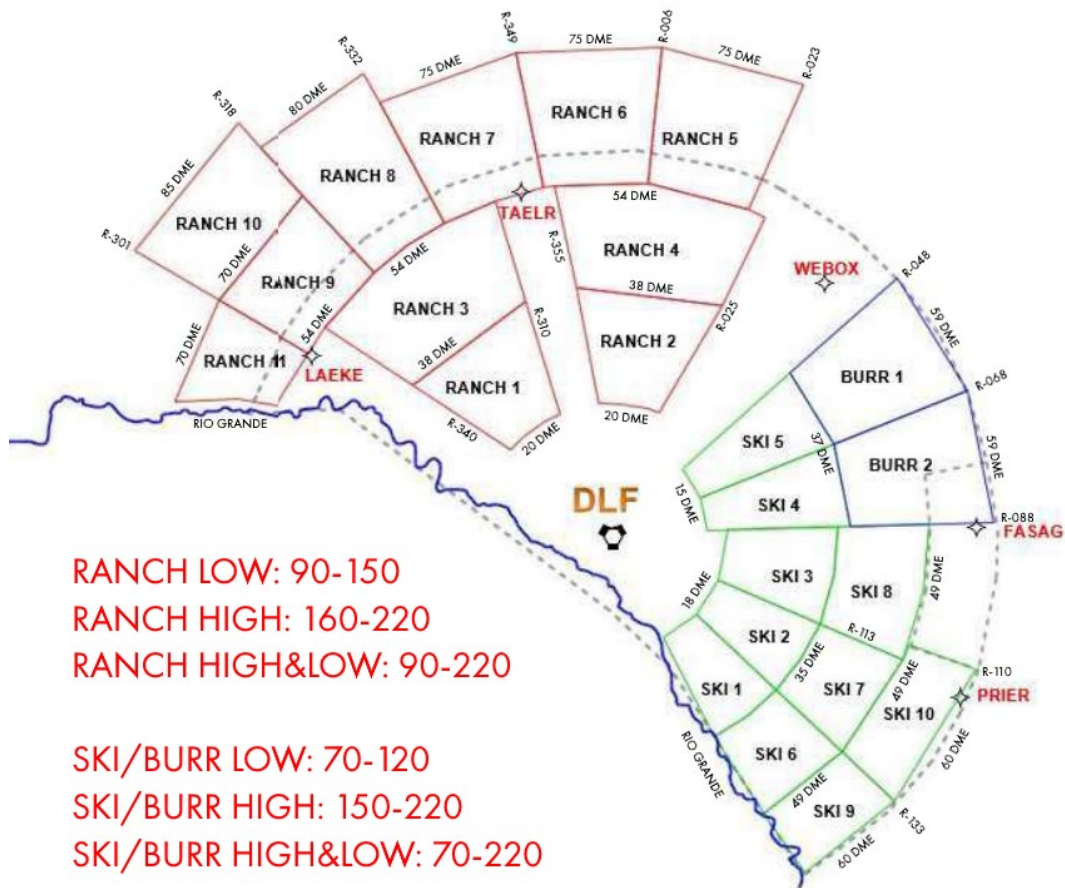 R-349
R-006
75 DME
75 DME
R-023
R-332
75 DME
80 DME
R-318
RANCH 7
RANCH 6
RANCH 5
85 DME
RANCH 8
R-301
RANCH 10
70 DME
RANCH 9
TAELR
54 DME
R-355
54 DME
RANCH 4
WEBOX
R-048
RANCH 3
38 DME
R-310
R-025
59 DME
54 DME
RANCH 2
70 DME
RANCH 11
LAEKE
38 DME
RANCH 1
BURR 1
R-068
RIO GRANDE
R-340
20 DME
20 DME
SKI 5
37 DME
BURR 2
59 DME
15 DME
SKI 4
DLF
R-088
FASAG
18 DME
SKI 3
SKI 8
49 DME
SKI 2
R-113
35 DME
SKI 1
SKI 7
49 DME
R-110
PRIER
SKI 10
RIO GRANDE
SKI 6
49 DME
60 DME
SKI 9
R-133
60 DME
RANCH LOW: 90-150
RANCH HIGH: 160-220
RANCH HIGH&LOW: 90-220
SKI/BURR LOW: 70-120
SKI/BURR HIGH: 150-220
SKI/BURR HIGH&LOW: 70-220